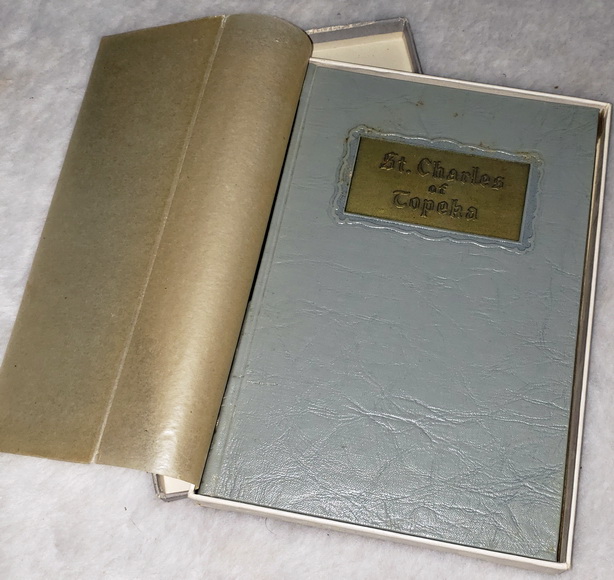 St. Charles
of
Topeka